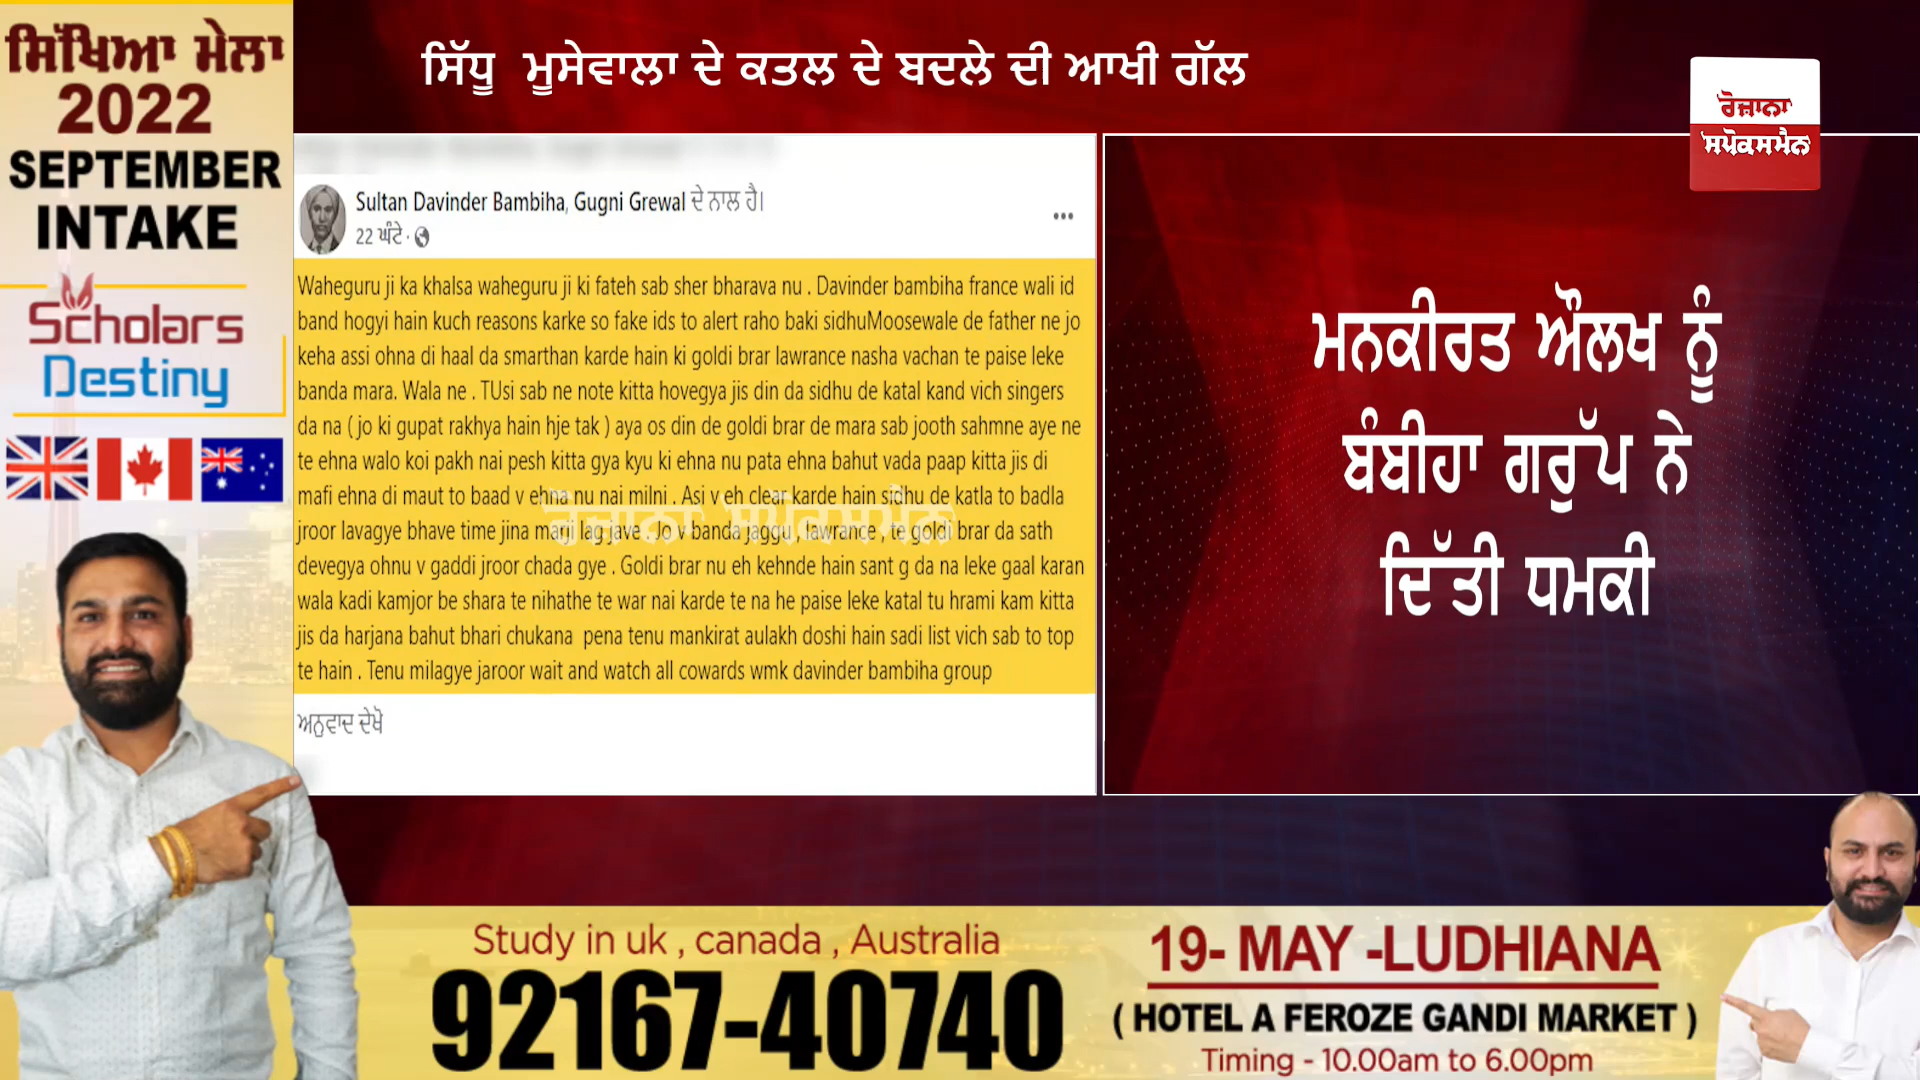 ਸਿੱਖਿਆ ਮੇਲਾ
2022
SEPTEMBER
INTAKE
Scholars
Destiny
ਸਿੱਧੂ ਮੂਸੇਵਾਲਾ ਦੇ ਕਤਲ ਦੇ ਬਦਲੇ ਦੀ ਆਖੀ ਗੱਲ
ਰੋਜ਼ਾਨਾ
ਸਪੋਕਸਮੈਨ
Sultan Davinder Bambiha, Gugni Grewal ਦੇ ਨਾਲ ਹੈ।
22 ਘੰਟੇ ·
Waheguru ji ka khalsa waheguru ji ki fateh sab sher bharava nu . Davinder bambiha france wali id
band hogyi hain kuch reasons karke so fake ids to alert raho baki sidhuMoosewale de father ne jo
keha assi ohna di haal da smarthan karde hain ki goldi brar lawrance nasha vachan te paise leke
banda mara. Wala ne . TUsi sab ne note kitta hovegya jis din da sidhu de katal kand vich singers
da na ( jo ki gupat rakhya hain hje tak ) aya os din de goldi brar de mara sab jooth sahmne aye ne
te ehna walo koi pakh nai pesh kitta gya kyu ki ehna nu pata ehna bahut vada paap kitta jis di
mafi ehna di maut to baad v ehna nu nai milni . Asi v eh clear karde hain sidhu de katla to badla
jroor lavagye bhave time jina marji lag jave . Jo v banda jaggu , lawrance , te goldi brar da sath
devegya ohnu v gaddi jroor chada gye . Goldi brar nu eh kehnde hain sant g da na leke gaal karan
wala kadi kamjor be shara te nihathe te war nai karde te na he paise leke katal tu hrami kam kitta
jis da harjana bahut bhari chukana pena tenu mankirat aulakh doshi hain sadi list vich sab to top
te hain . Tenu milagye jaroor wait and watch all cowards wmk davinder bambiha group
ਰੋਜ਼ਾਨਾ ਸਪੋਕਸਮੈਨ
ਅਨੁਵਾਦ ਦੇਖੋ
ਮਨਕੀਰਤ ਔਲਖ ਨੂੰ
ਬੰਬੀਹਾ ਗਰੁੱਪ ਨੇ
ਦਿੱਤੀ ਧਮਕੀ
Study in uk , canada , Australia
92167-40740
19- MAY -LUDHIANA
( HOTEL A FEROZE GANDI MARKET )
Timing - 10.00am to 6.00pm